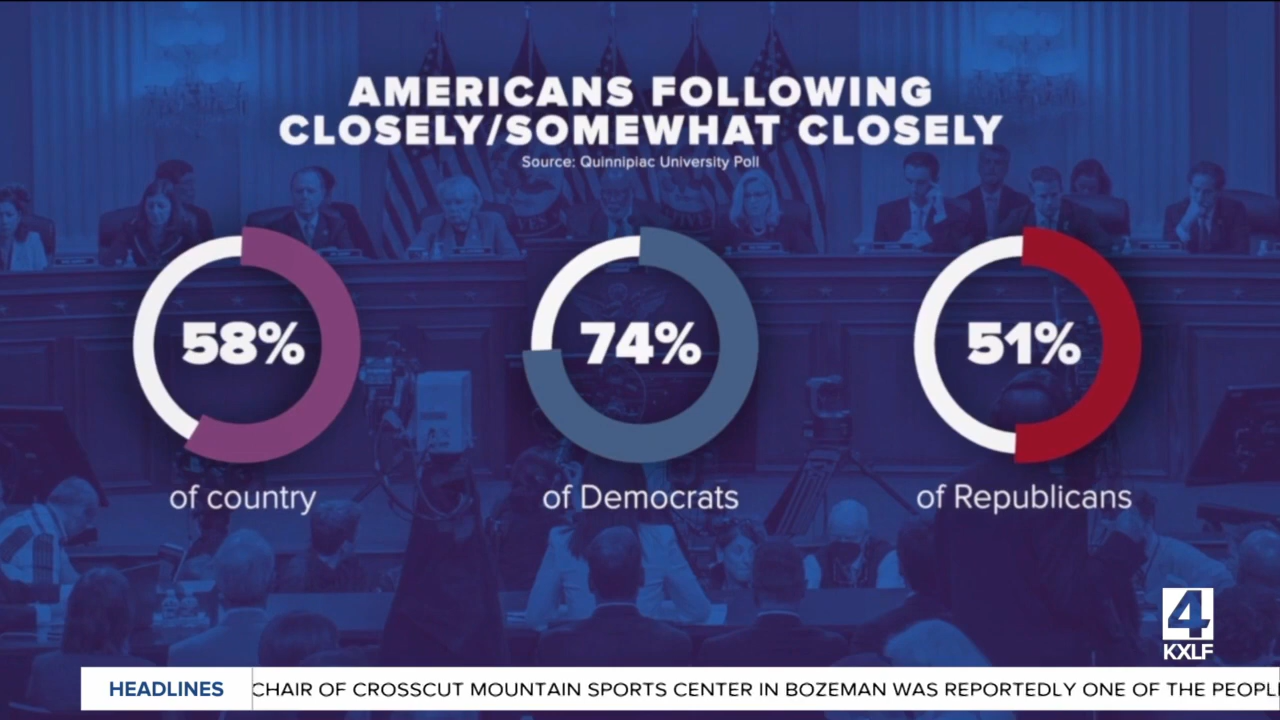 AMERICANS FOLLOWING
CLOSELY/SOMEWHAT CLOSELY
Source: Quinnipiac University Poll
58%
74%
51%
of country
of Democrats
of Republicans
4
KXLF
HEADLINES
CHAIR OF CROSSCUT MOUNTAIN SPORTS CENTER IN BOZEMAN WAS REPORTEDLY ONE OF THE PEOPL